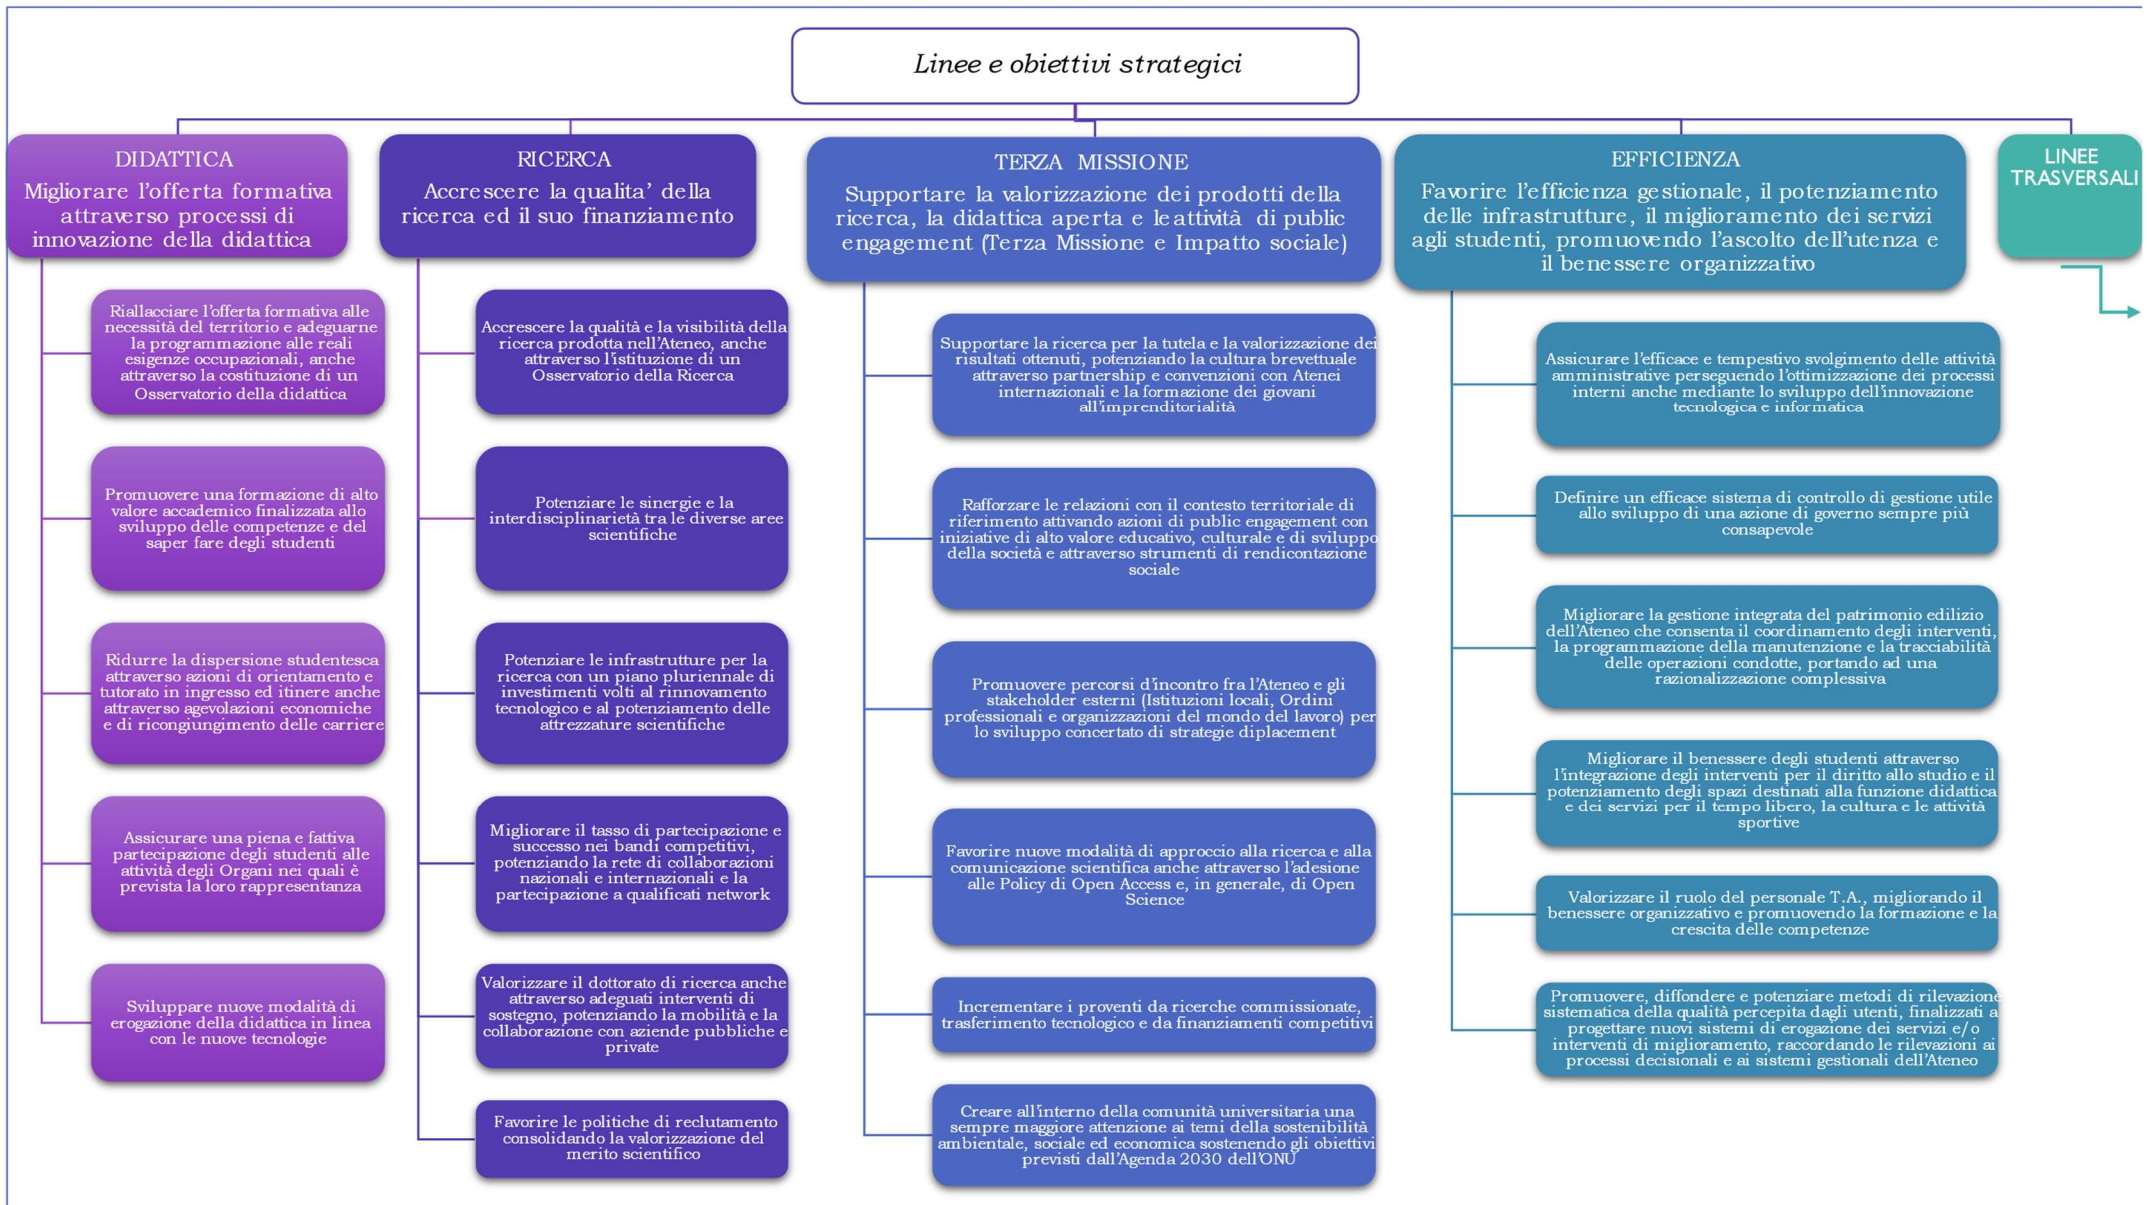 Linee e obiettivi strategici
DIDATTICA
Migliorare l'offerta formativa
attraverso processi di
innovazione della didattica
Riallacciare l'offerta formativa alle
necessità del territorio e adeguarne
la programmazione alle reali
esigenze occupazionali, anche
attraverso la costituzione di un
Osservatorio della didattica
Promuovere una formazione di alto
valore accademico finalizzata allo
sviluppo delle competenze e del
saper fare degli studenti
Ridurre la dispersione studentesca
attraverso azioni di orientamento e
tutorato in ingresso ed itinere anche
attraverso agevolazioni economiche
e di ricongiungimento delle carriere
Assicurare una piena e fattiva
partecipazione degli studenti alle
attività degli Organi nei quali è
prevista la loro rappresentanza
Sviluppare nuove modalità di
erogazione della didattica in linea
con le nuove tecnologie
RICERCA
Accrescere la qualita' della
ricerca ed il suo finanziamento
Accrescere la qualità e la visibilità della
ricerca prodotta nell'Ateneo, anche
attraverso l'istituzione di un
Osservatorio della Ricerca
Potenziare le sinergie e la
interdisciplinarietà tra le diverse aree
scientifiche
Potenziare le infrastrutture per la
ricerca con un piano pluriennale di
investimenti volti al rinnovamento
tecnologico e al potenziamento delle
attrezzature scientifiche
Migliorare il tasso di partecipazione e
successo nei bandi competitivi,
potenziando la rete di collaborazioni
nazionali e internazionali e la
partecipazione a qualificati network
Valorizzare il dottorato di ricerca anche
attraverso adeguati interventi di
sostegno, potenziando la mobilità e la
collaborazione con aziende pubbliche e
private
Favorire le politiche di reclutamento
consolidando la valorizzazione del
merito scientifico
TERZA MISSIONE
Supportare la valorizzazione dei prodotti della
ricerca, la didattica aperta e leattività di public
engagement (Terza Missione e Impatto sociale)
Supportare la ricerca per la tutela e la valorizzazione dei
risultati ottenuti, potenziando la cultura brevettuale
attraverso partnership e convenzioni con Atenei
internazionali e la formazione dei giovani
all'imprenditorialità
Rafforzare le relazioni con il contesto territoriale di
riferimento attivando azioni di public engagement con
iniziative di alto valore educativo, culturale e di sviluppo
della società e attraverso strumenti di rendicontazione
sociale
Promuovere percorsi d'incontro fra l'Ateneo e gli
stakeholder esterni (Istituzioni locali, Ordini
professionali e organizzazioni del mondo del lavoro) per
lo sviluppo concertato di strategie diplacement
Favorire nuove modalità di approccio alla ricerca e alla
comunicazione scientifica anche attraverso l'adesione
alle Policy di Open Access e, in generale, di Open
Science
Incrementare i proventi da ricerche commissionate,
trasferimento tecnologico e da finanziamenti competitivi
Creare all'interno della comunità universitaria una
sempre maggiore attenzione ai temi della sostenibilità
ambientale, sociale ed economica sostenendo gli obiettivi
previsti dall'Agenda 2030 dell'ONU
EFFICIENZA
Favorire l'efficienza gestionale, il potenziamento
delle infrastrutture, il miglioramento dei servizi
agli studenti, promuovendo l'ascolto dell'utenza e
il benessere organizzativo
Assicurare l'efficace e tempestivo svolgimento delle attività
amministrative perseguendo l'ottimizzazione dei processi
interni anche mediante lo sviluppo dell'innovazione
tecnologica e informatica
Definire un efficace sistema di controllo di gestione utile
allo sviluppo di una azione di governo sempre più
consapevole
Migliorare la gestione integrata del patrimonio edilizio
dell'Ateneo che consenta il coordinamento degli interventi,
la programmazione della manutenzione e la tracciabilità
delle operazioni condotte, portando ad una
razionalizzazione complessiva
Migliorare il benessere degli studenti attraverso
l'integrazione degli interventi per il diritto allo studio e il
potenziamento degli spazi destinati alla funzione didattica
e dei servizi per il tempo libero, la cultura e le attività
sportive
Valorizzare il ruolo del personale T.A., migliorando il
benessere organizzativo e promuovendo la formazione e la
crescita delle competenze
Promuovere, diffondere e potenziare metodi di rilevazione
sistematica della qualità percepita dagli utenti, finalizzati a
progettare nuovi sistemi di erogazione dei servizi e/o
interventi di miglioramento, raccordando le rilevazioni ai
processi decisionali e ai sistemi gestionali dell'Ateneo
LINEE
TRASVERSALI